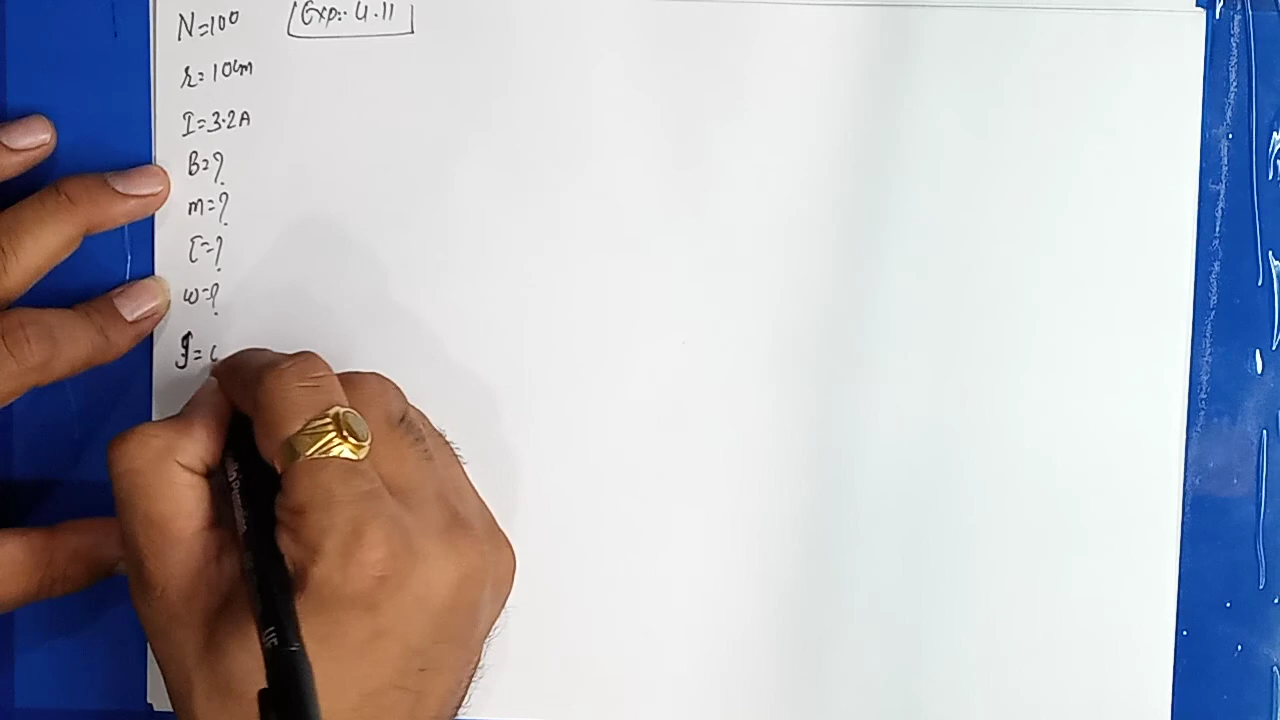 N=100
Exp:- 4.11
r=10cm
I=3.2A
B=?
m=?
τ=?
ω=?